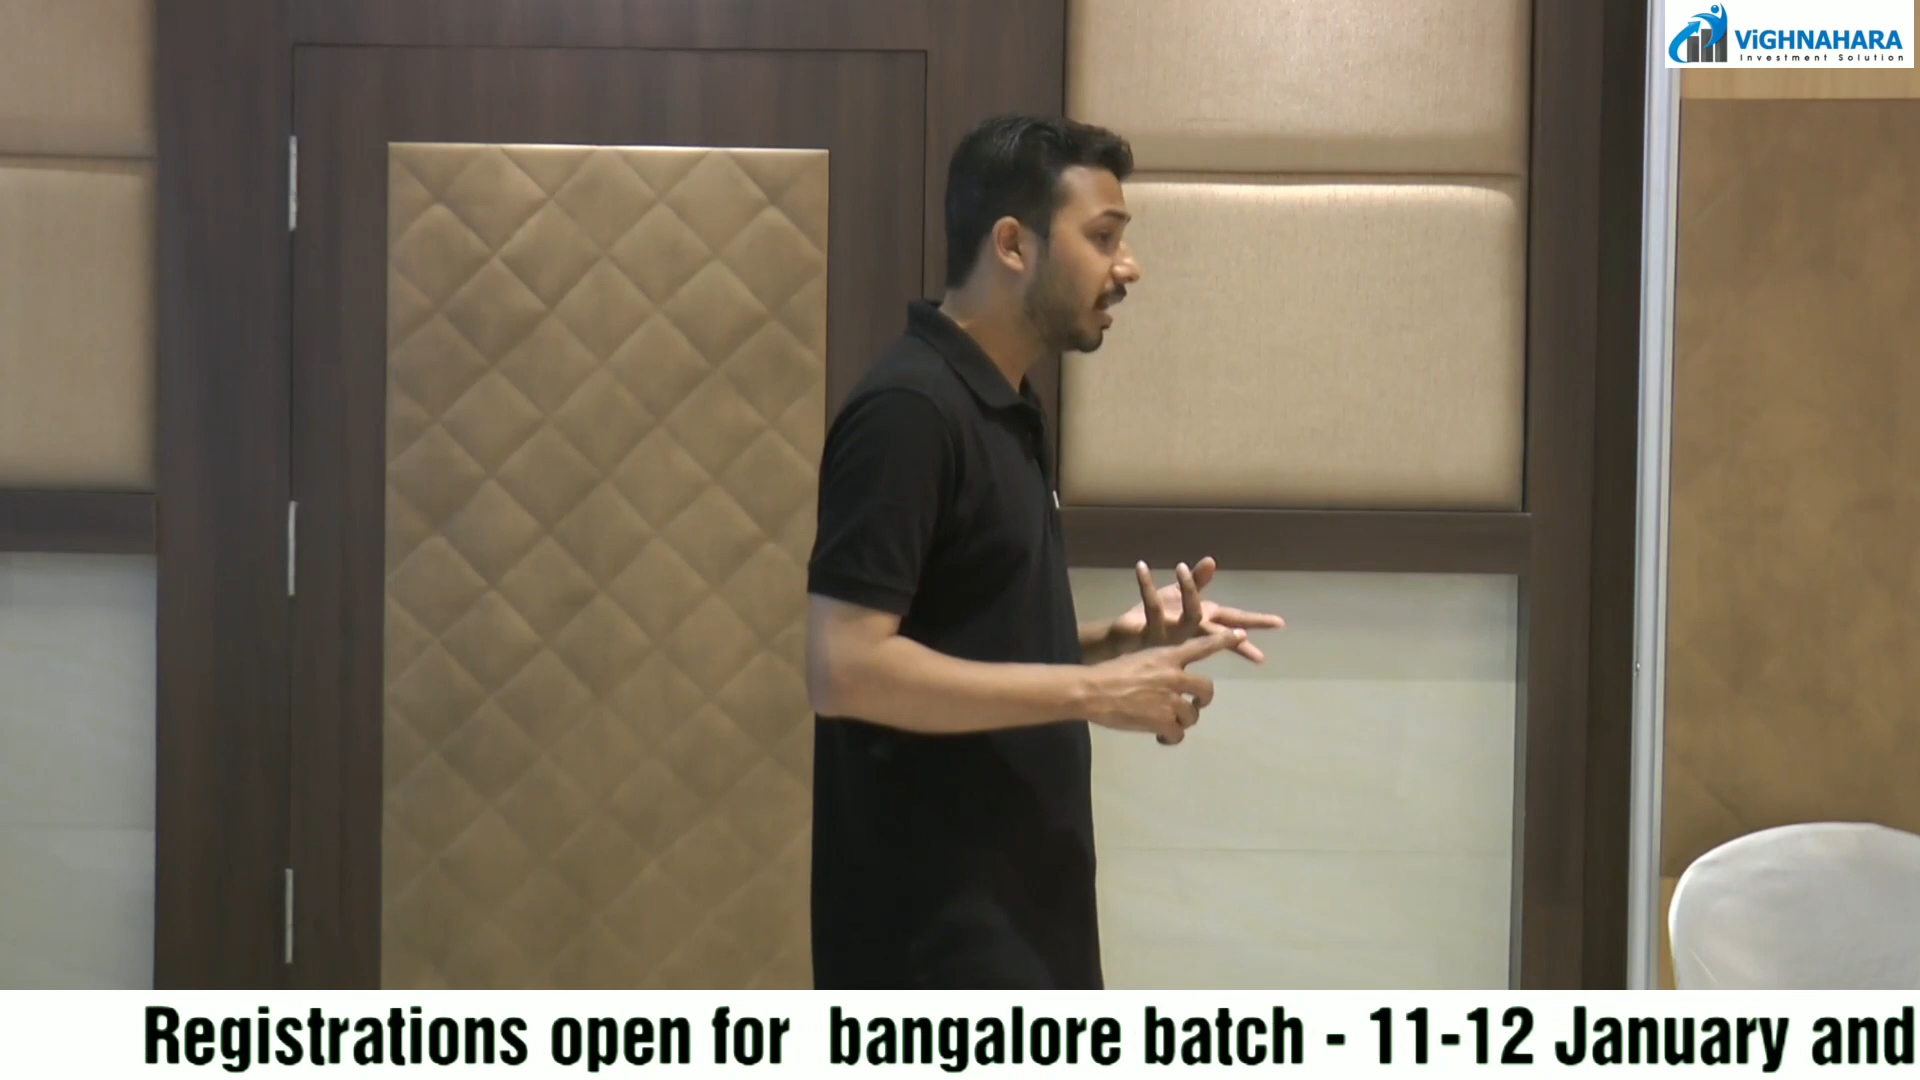 ViGHNAHARA
Investment Solution
Registrations open for bangalore batch - 11-12 January and